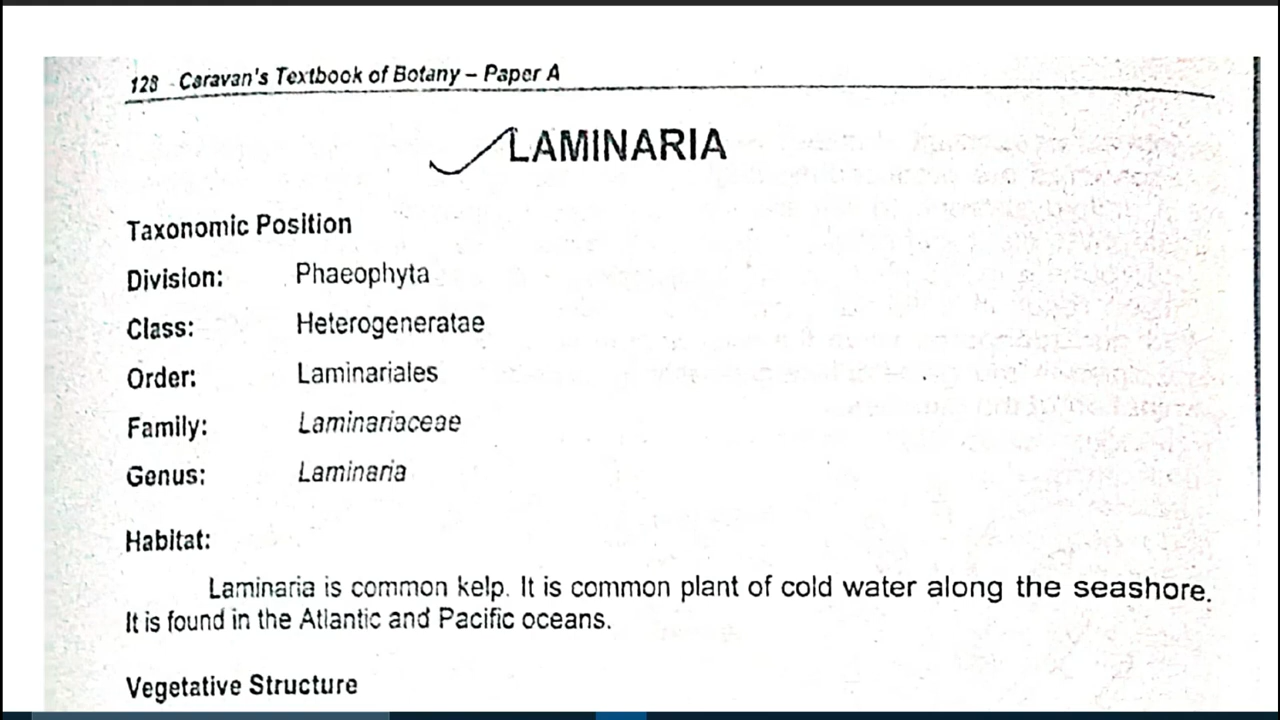 128 Caravan's Textbook of Botany – Paper A
LAMINARIA
Taxonomic Position
Division: Phaeophyta
Class: Heterogeneratae
Order: Laminariales
Family: Laminariaceae
Genus: Laminaria
Habitat:
Laminaria is common kelp. It is common plant of cold water along the seashore.
It is found in the Atlantic and Pacific oceans.
Vegetative Structure